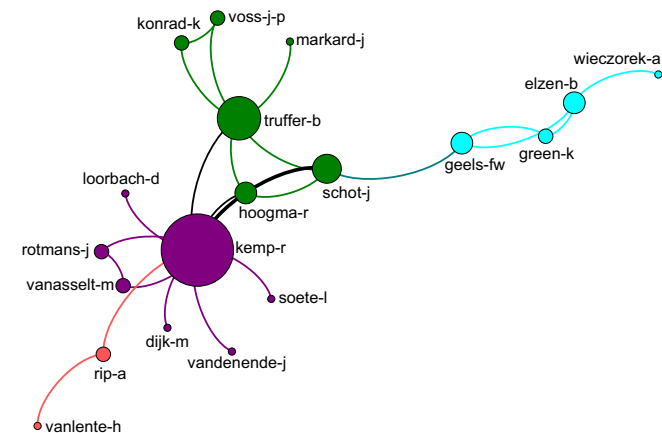 konrad-k
voss-j-p
markard-j
wieczorek-a
elzen-b
truffer-b
green-k
geels-fw
loorbach-d
schot-j
hoogma-r
rotmans-j
kemp-r
vanasselt-m
soete-l
dijk-m
vandenende-j
rip-a
vanlente-h